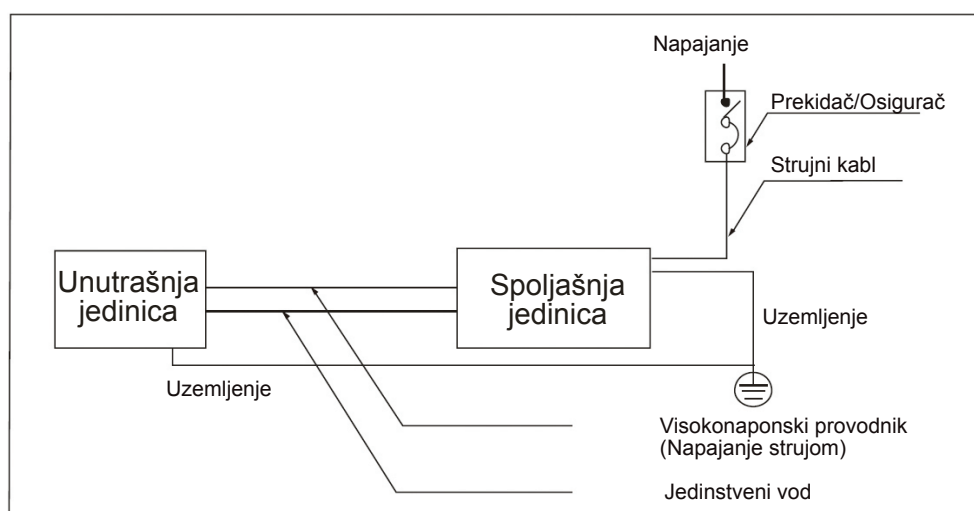 Napajanje
Prekidač/Osigurač
Strujni kabl
Unutrašnja
jedinica
Spoljašnja
jedinica
Uzemljenje
Uzemljenje
Visokonaponski provodnik
(Napajanje strujom)
Jedinstveni vod